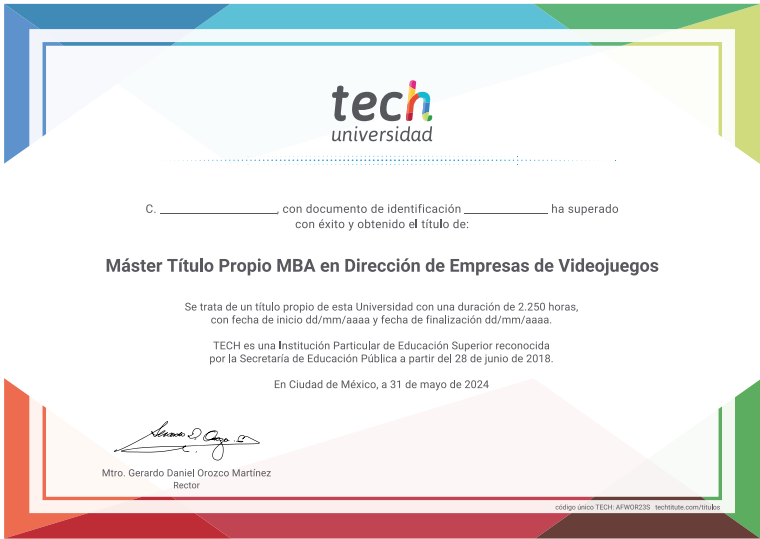 tech
universidad
C. ____________________, con documento de identificación ______________ ha superado
con éxito y obtenido el título de:
Máster Título Propio MBA en Dirección de Empresas de Videojuegos
Se trata de un título propio de esta Universidad con una duración de 2.250 horas,
con fecha de inicio dd/mm/aaaa y fecha de finalización dd/mm/aaaa.
TECH es una Institución Particular de Educación Superior reconocida
por la Secretaría de Educación Pública a partir del 28 de junio de 2018.
En Ciudad de México, a 31 de mayo de 2024
Mtro. Gerardo Daniel Orozco Martínez
Rector
código único TECH: AFWOR23S techtitute.com/titulos